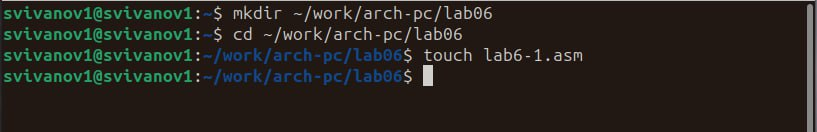 svivanov1@svivanov1:~$ mkdir ~/work/arch-pc/lab06
svivanov1@svivanov1:~$ cd ~/work/arch-pc/lab06
svivanov1@svivanov1:~/work/arch-pc/lab06$ touch lab6-1.asm
svivanov1@svivanov1:~/work/arch-pc/lab06$